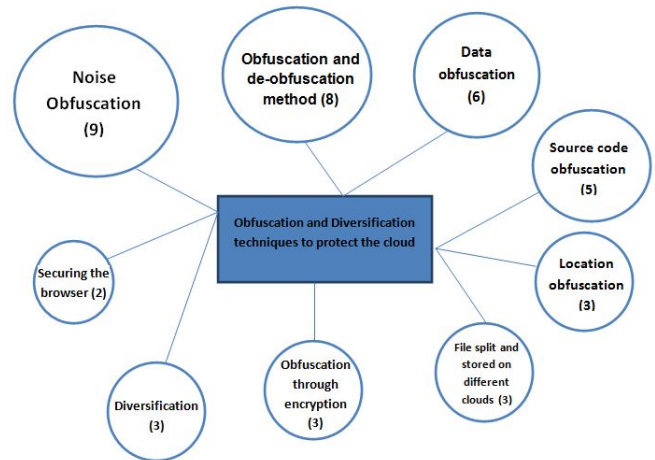 Noise
Obfuscation
(9)
Obfuscation and
de-obfuscation
method (8)
Data
obfuscation
(6)
Source code
obfuscation
(5)
Obfuscation and Diversification
techniques to protect the cloud
Securing the
browser (2)
Location
obfuscation
(3)
Diversification
(3)
Obfuscation
through
encryption
(3)
File split and
stored on
different
clouds (3)